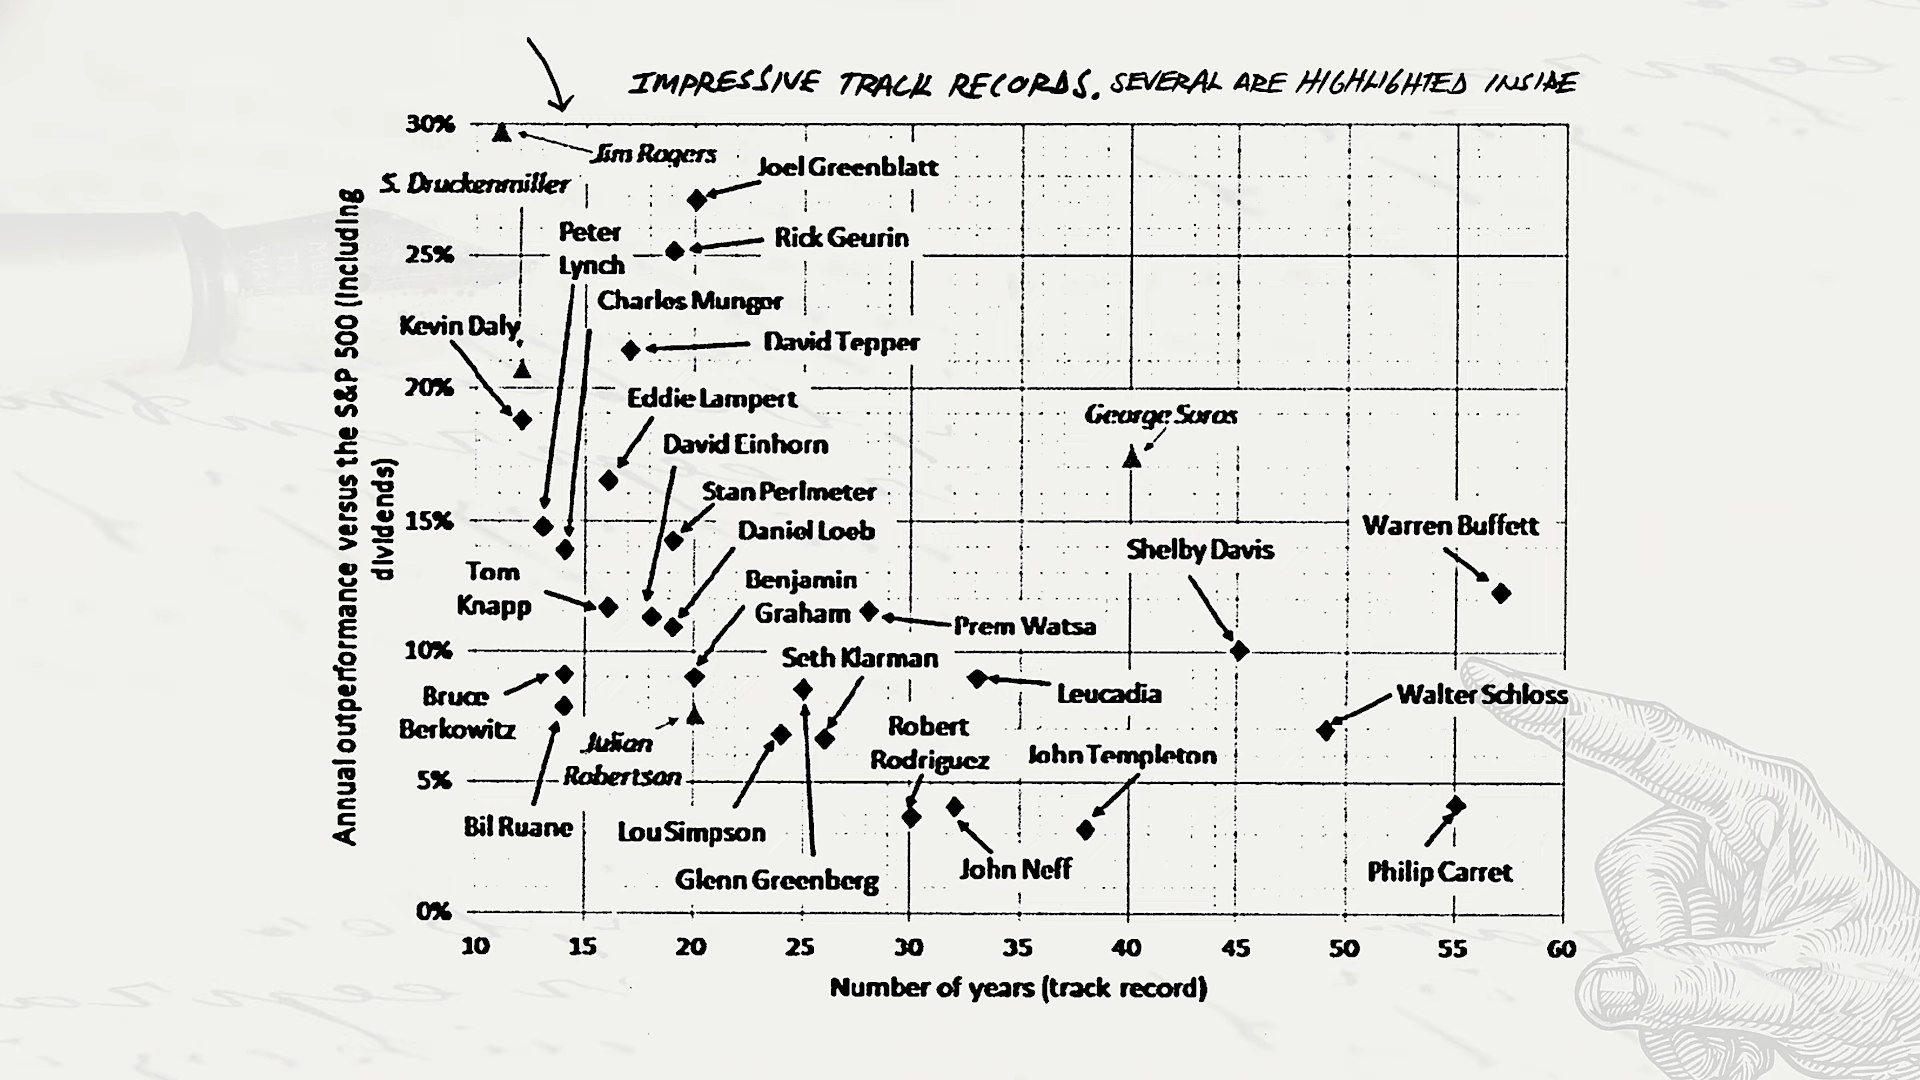 IMPRESSIVE TRACK RECORDS. SEVERAL ARE HIGHLIGHTED INSIDE
30%
Jim Rogers
Joel Greenblatt
S. Druckenmiller
Peter
Lynch
Rick Geurin
25%
Charles Munger
Kevin Daly
David Tepper
20%
Eddie Lampert
George Soros
David Einhorn
Stan Perlmeter
15%
Daniel Loeb
Warren Buffett
Shelby Davis
Tom
Knapp
Benjamin
Graham
Prem Watsa
10%
Seth Klarman
Bruce
Berkowitz
Leucadia
Walter Schloss
Julian
Robertson
Robert
Rodriguez
John Templeton
5%
Bil Ruane
Lou Simpson
Glenn Greenberg
John Neff
Philip Carret
0%
10 15 20 25 30 35 40 45 50 55 60
Number of years (track record)
Annual outperformance versus the S&P 500 (including
dividends)